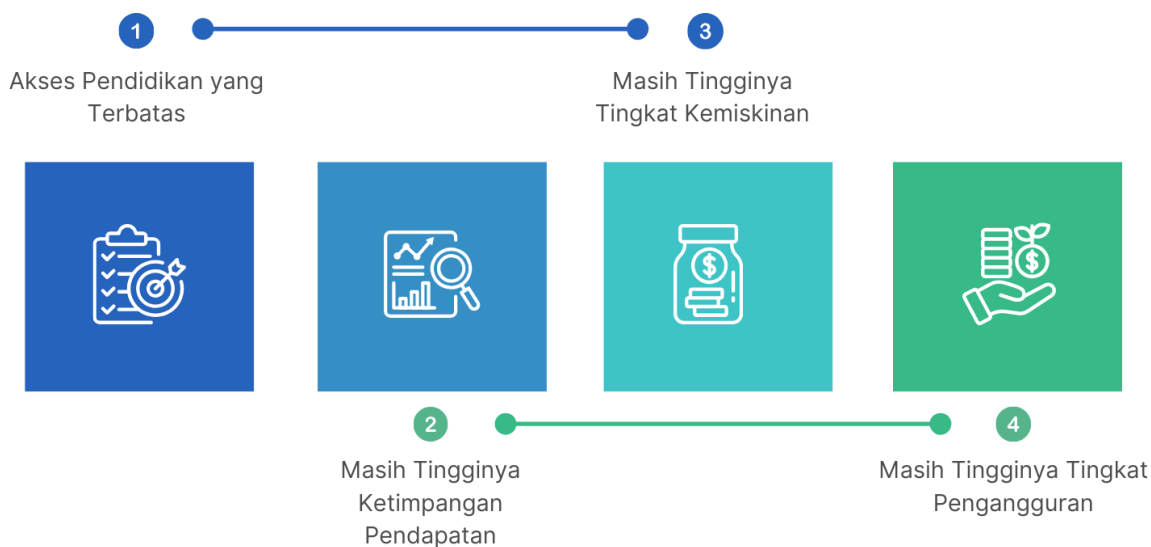 1
Akses Pendidikan yang
Terbatas
3
Masih Tingginya
Tingkat Kemiskinan
$
$
2
Masih Tingginya
Ketimpangan
Pendapatan
4
Masih Tingginya Tingkat
Pengangguran